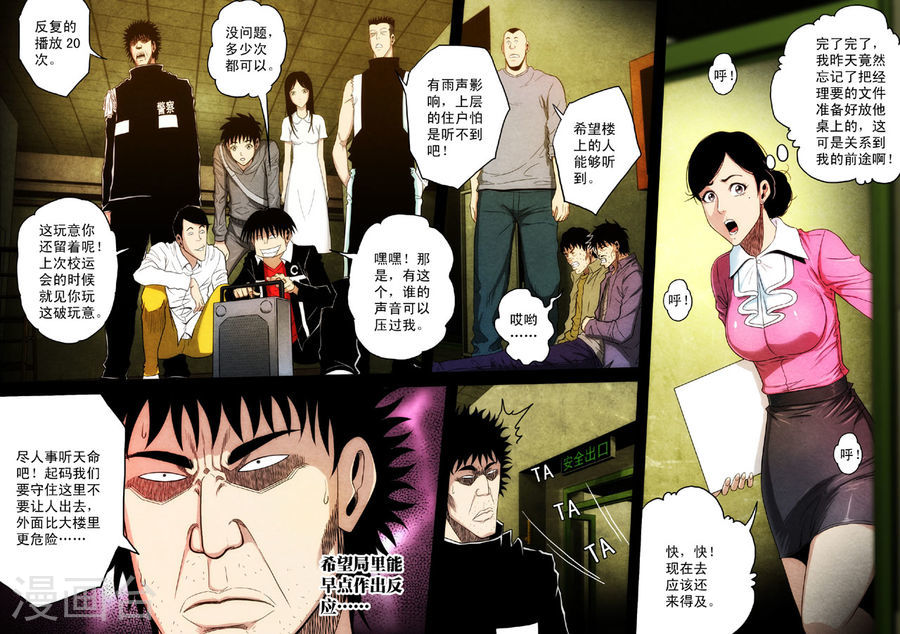 反复的
播放20
次。
警察
没问题，
多少次
都可以。
有雨声影
响，上层
的住户怕
是听不到
吧！
希望楼
上的人
能够听
到。
这玩意你
还留着呢！
上次校运
会的时候
就见你玩
这破玩意。
嘿嘿！那
是，有这
个，谁的
声音可以
压过我。
哎哟
……
呼！
呼！
完了完了，
我昨天竟然
忘记了把经
理要的文件
准备好放他
桌上的，这
可是关系到
我的前途啊！
呼！
呼！
快，快！
现在去
应该还
来得及。
尽人事听天命
吧！起码我们
要守住这里不
要让人出去，
外面比大楼里
更危险……
希望局里能
早点作出反
应……
安全出口
TA
TA
TA
漫画台